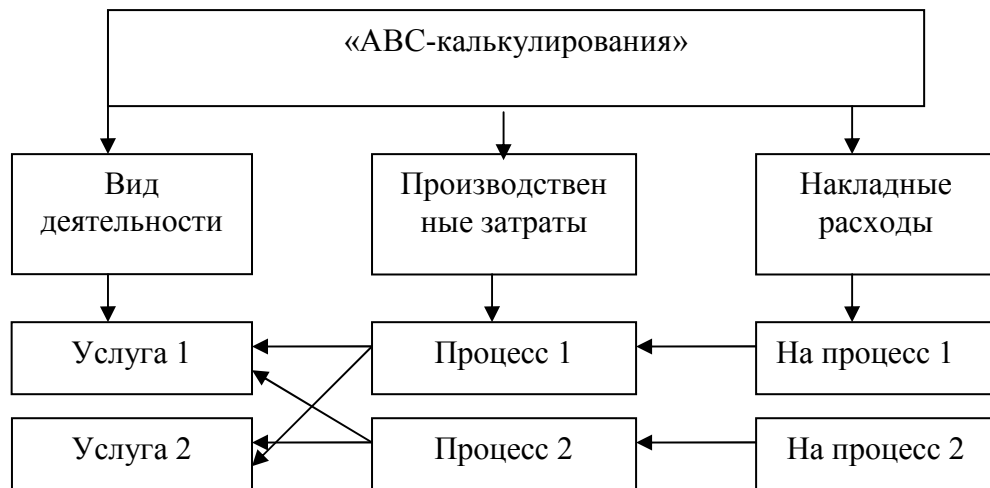 «АВС-калькулирования»
Вид
деятельности
Производствен
ные затраты
Накладные
расходы
Услуга 1
Процесс 1
На процесс 1
Услуга 2
Процесс 2
На процесс 2